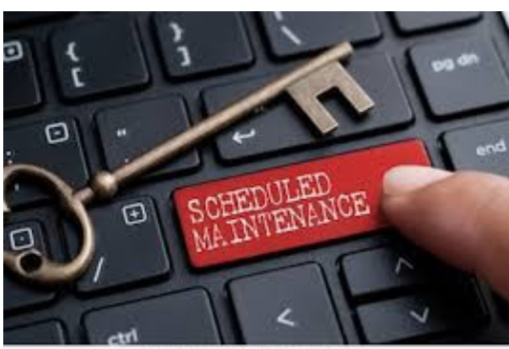 {
[
}
]
|
\
pg dn
"
'
end
SCHEDULED
MAINTENANCE
/
ctrl
<